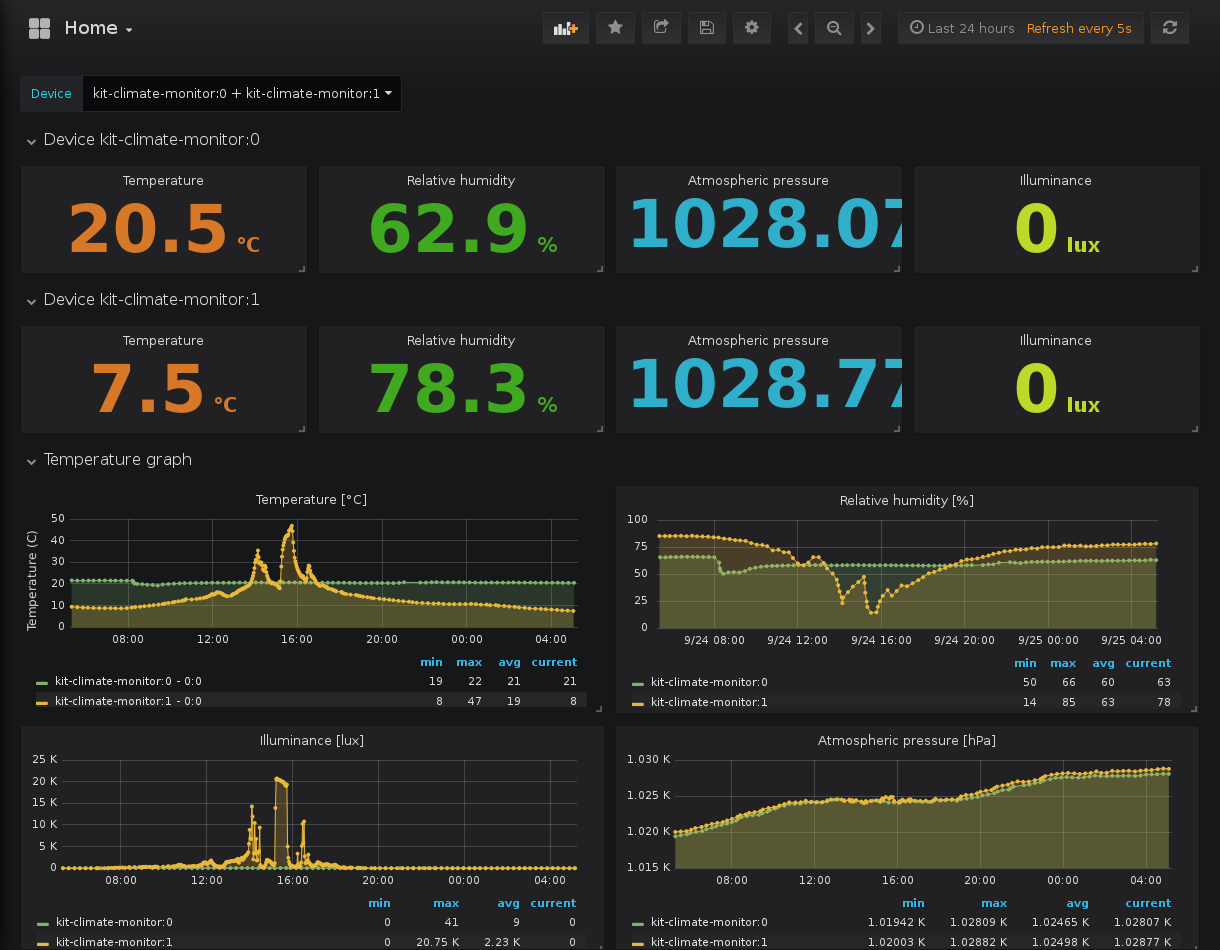 Home
Last 24 hours Refresh every 5s
Device kit-climate-monitor:0 + kit-climate-monitor:1
Device kit-climate-monitor:0
Temperature Relative humidity Atmospheric pressure Illuminance
20.5 °C 62.9 % 1028.07 0 lux
Device kit-climate-monitor:1
Temperature Relative humidity Atmospheric pressure Illuminance
7.5 °C 78.3 % 1028.77 0 lux
Temperature graph
Temperature [°C]
Temperature (C)
50
40
30
20
10
0
08:00 12:00 16:00 20:00 00:00 04:00
min max avg current
kit-climate-monitor:0 - 0:0 19 22 21 21
kit-climate-monitor:1 - 0:0 8 47 19 8
Relative humidity [%]
100
75
50
25
0
9/24 08:00 9/24 12:00 9/24 16:00 9/24 20:00 9/25 00:00 9/25 04:00
min max avg current
kit-climate-monitor:0 50 66 60 63
kit-climate-monitor:1 14 85 63 78
Illuminance [lux]
25 K
20 K
15 K
10 K
5 K
0
08:00 12:00 16:00 20:00 00:00 04:00
min max avg current
kit-climate-monitor:0 0 41 9 0
kit-climate-monitor:1 0 20.75 K 2.23 K 0
Atmospheric pressure [hPa]
1.030 K
1.025 K
1.020 K
1.015 K
08:00 12:00 16:00 20:00 00:00 04:00
min max avg current
kit-climate-monitor:0 1.01942 K 1.02809 K 1.02465 K 1.02807 K
kit-climate-monitor:1 1.02003 K 1.02882 K 1.02498 K 1.02877 K